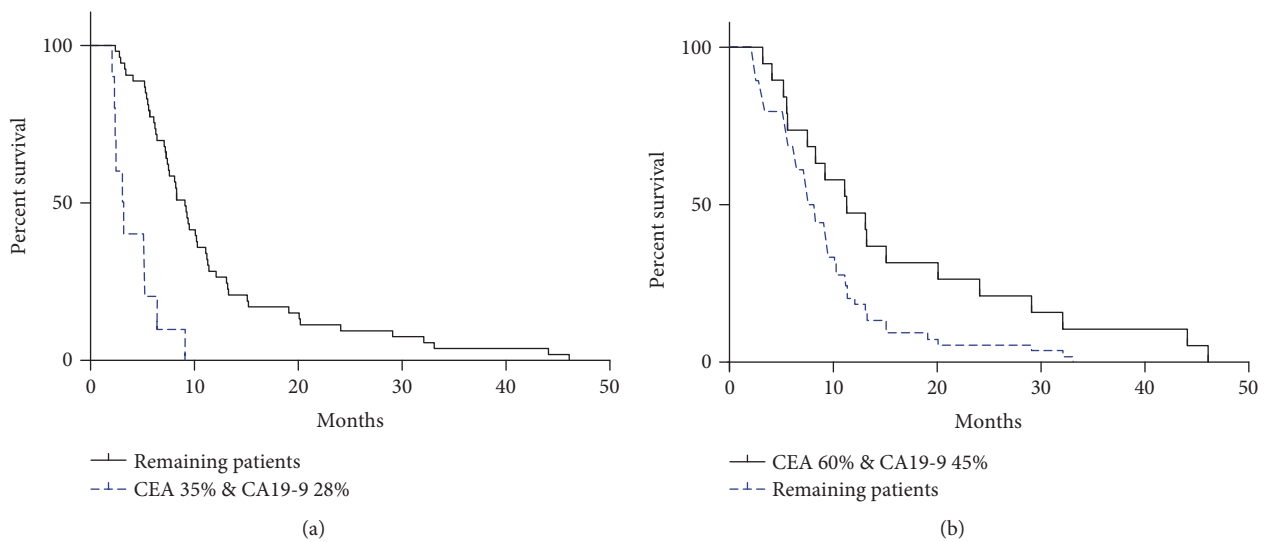 100
50
0
Percent survival
0 10 20 30 40 50
Months
Remaining patients
CEA 35% & CA19-9 28%
(a)
100
50
0
Percent survival
0 10 20 30 40 50
Months
CEA 60% & CA19-9 45%
Remaining patients
(b)